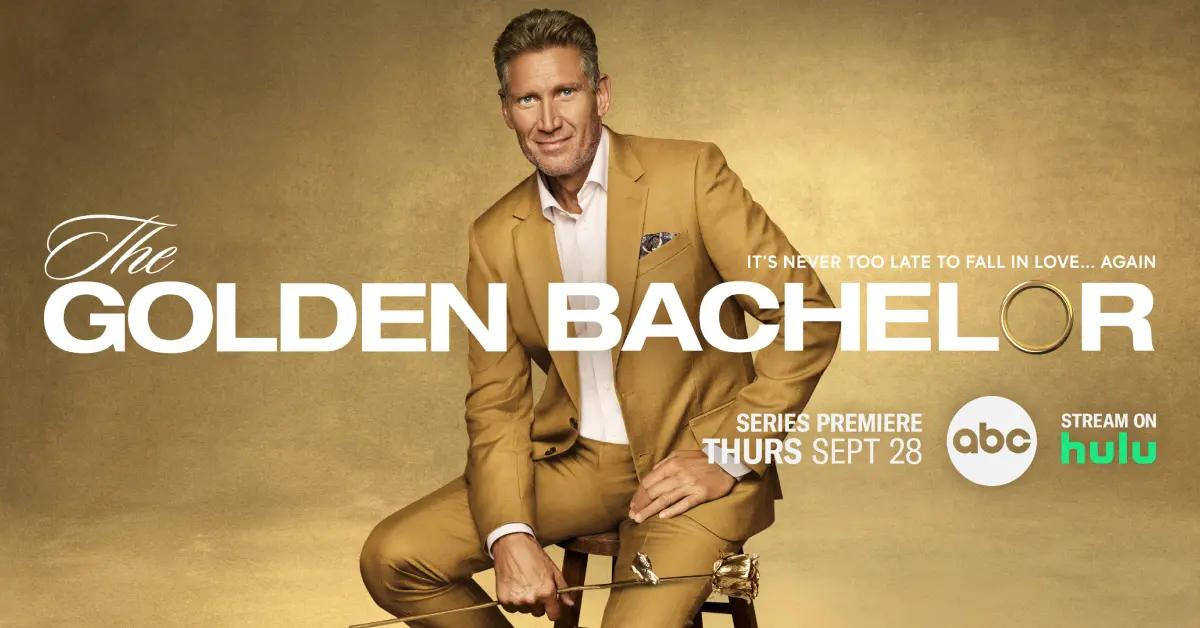 The
IT'S NEVER TOO LATE TO FALL IN LOVE... AGAIN
GOLDEN BACHELOR
SERIES PREMIERE
THURS SEPT 28
abc
STREAM ON
hulu